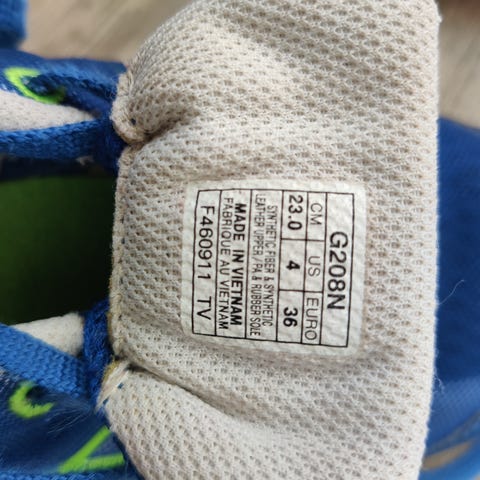 G208N
CM US EURO
23.0 4 36
SYNTHETIC FIBER & SYNTHETIC
LEATHER UPPER / PA & RUBBER SOLE
MADE IN VIETNAM
FABRIQUE AU VIETNAM
F460911 TV